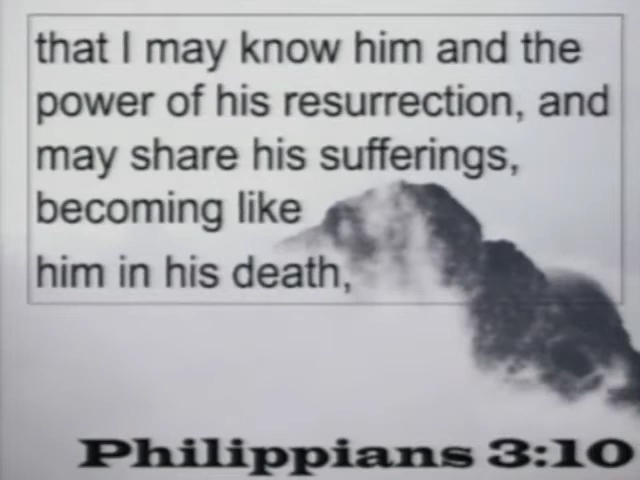 that I may know him and the
power of his resurrection, and
may share his sufferings,
becoming like
him in his death,
Philippians 3:10